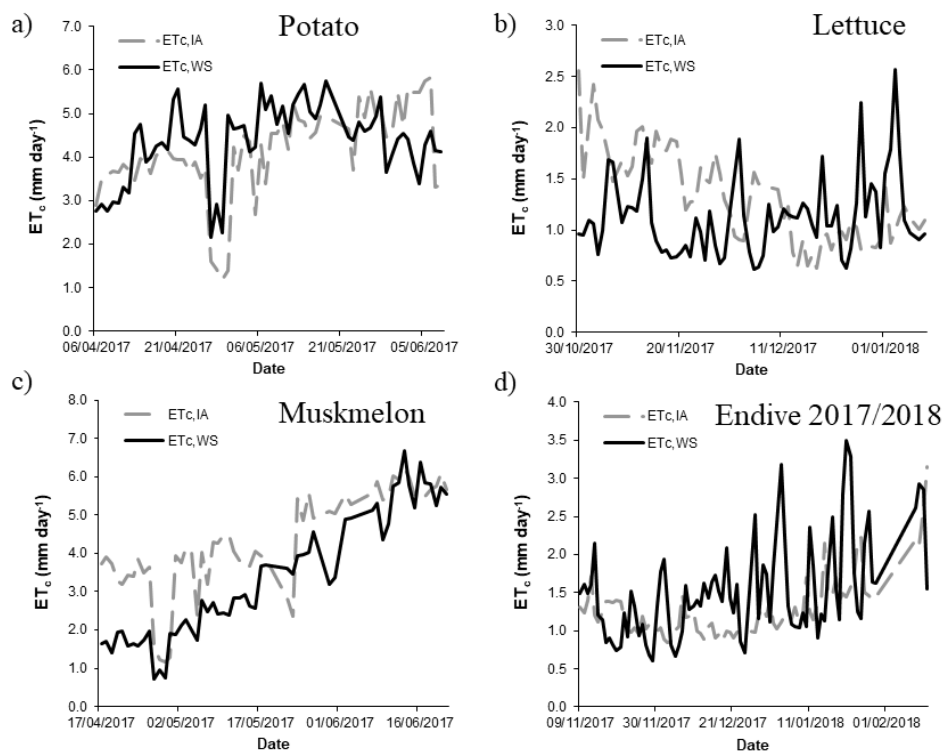 a)
Potato
ETc,IA
ETc,WS
7.0
6.0
5.0
4.0
3.0
2.0
1.0
0.0
ETc (mm day-1)
06/04/2017 21/04/2017 06/05/2017 21/05/2017 05/06/2017
Date
b)
Lettuce
ETc,IA
ETc,WS
3.0
2.5
2.0
1.5
1.0
0.5
0.0
ETc (mm day-1)
30/10/2017 20/11/2017 11/12/2017 01/01/2018
Date
c)
Muskmelon
ETc,IA
ETc,WS
8.0
7.0
6.0
5.0
4.0
3.0
2.0
1.0
0.0
ETc (mm day-1)
17/04/2017 02/05/2017 17/05/2017 01/06/2017 16/06/2017
Date
d)
Endive 2017/2018
ETc,IA
ETc,WS
4.0
3.5
3.0
2.5
2.0
1.5
1.0
0.5
0.0
ETc (mm day-1)
09/11/2017 30/11/2017 21/12/2017 11/01/2018 01/02/2018
Date